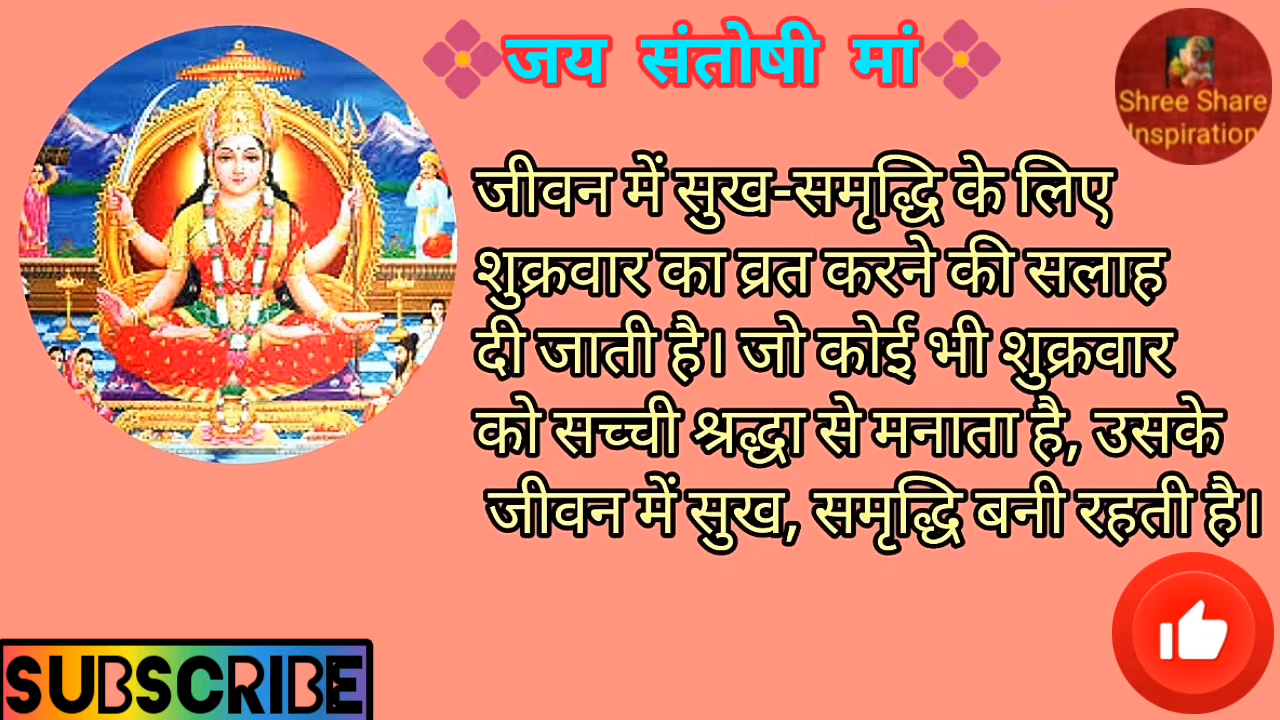 जय संतोषी मां
Shree Share
Inspiration
जीवन में सुख-समृद्धि के लिए
शुक्रवार का व्रत करने की सलाह
दी जाती है। जो कोई भी शुक्रवार
को सच्ची श्रद्धा से मनाता है, उसके
जीवन में सुख, समृद्धि बनी रहती है।
SUBSCRIBE